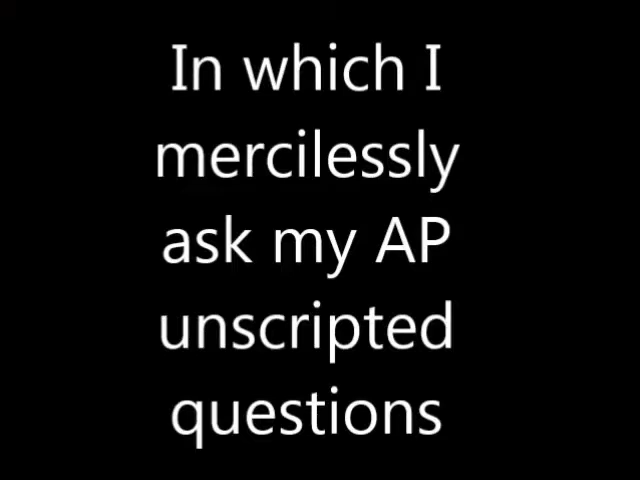 In which I
mercilessly
ask my AP
unscripted
questions